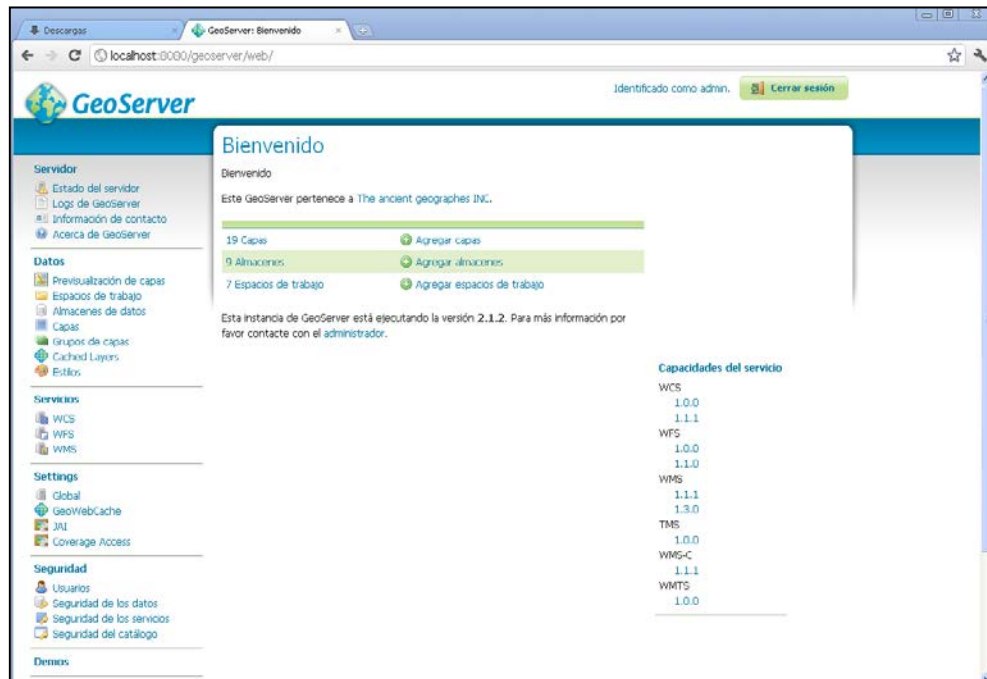 Descargas
GeoServer: Bienvenido
localhost:8080/geoserver/web/
GeoServer
Identificado como admin.
Cerrar sesión
Bienvenido
Bienvenido
Este GeoServer pertenece a The ancient geographes INC.
19 Capas
Agregar capas
9 Almacenes
Agregar almacenes
7 Espacios de trabajo
Agregar espacios de trabajo
Esta instancia de GeoServer está ejecutando la versión 2.1.2. Para más información por
favor contacte con el administrador.
Servidor
Estado del servidor
Logs de GeoServer
Información de contacto
Acerca de GeoServer
Datos
Previsualización de capas
Espacios de trabajo
Almacenes de datos
Capas
Grupos de capas
Cached Layers
Estilos
Servicios
WCS
WFS
WMS
Settings
Global
GeoWebCache
JAI
Coverage Access
Seguridad
Usuarios
Seguridad de los datos
Seguridad de los servicios
Seguridad del catálogo
Demos
Capacidades del servicio
WCS
1.0.0
1.1.1
WFS
1.0.0
1.1.0
WMS
1.1.1
1.3.0
TMS
1.0.0
WMS-C
1.1.1
WMTS
1.0.0